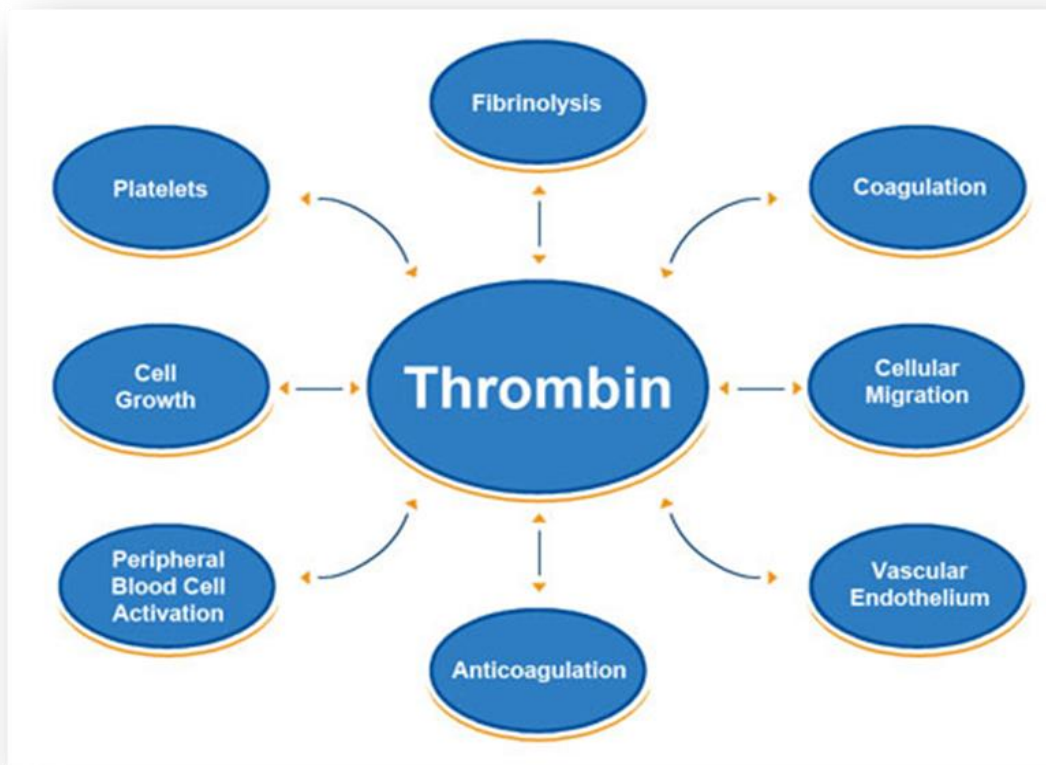 Fibrinolysis
Platelets
Coagulation
Thrombin
Cell
Growth
Cellular
Migration
Peripheral
Blood Cell
Activation
Vascular
Endothelium
Anticoagulation